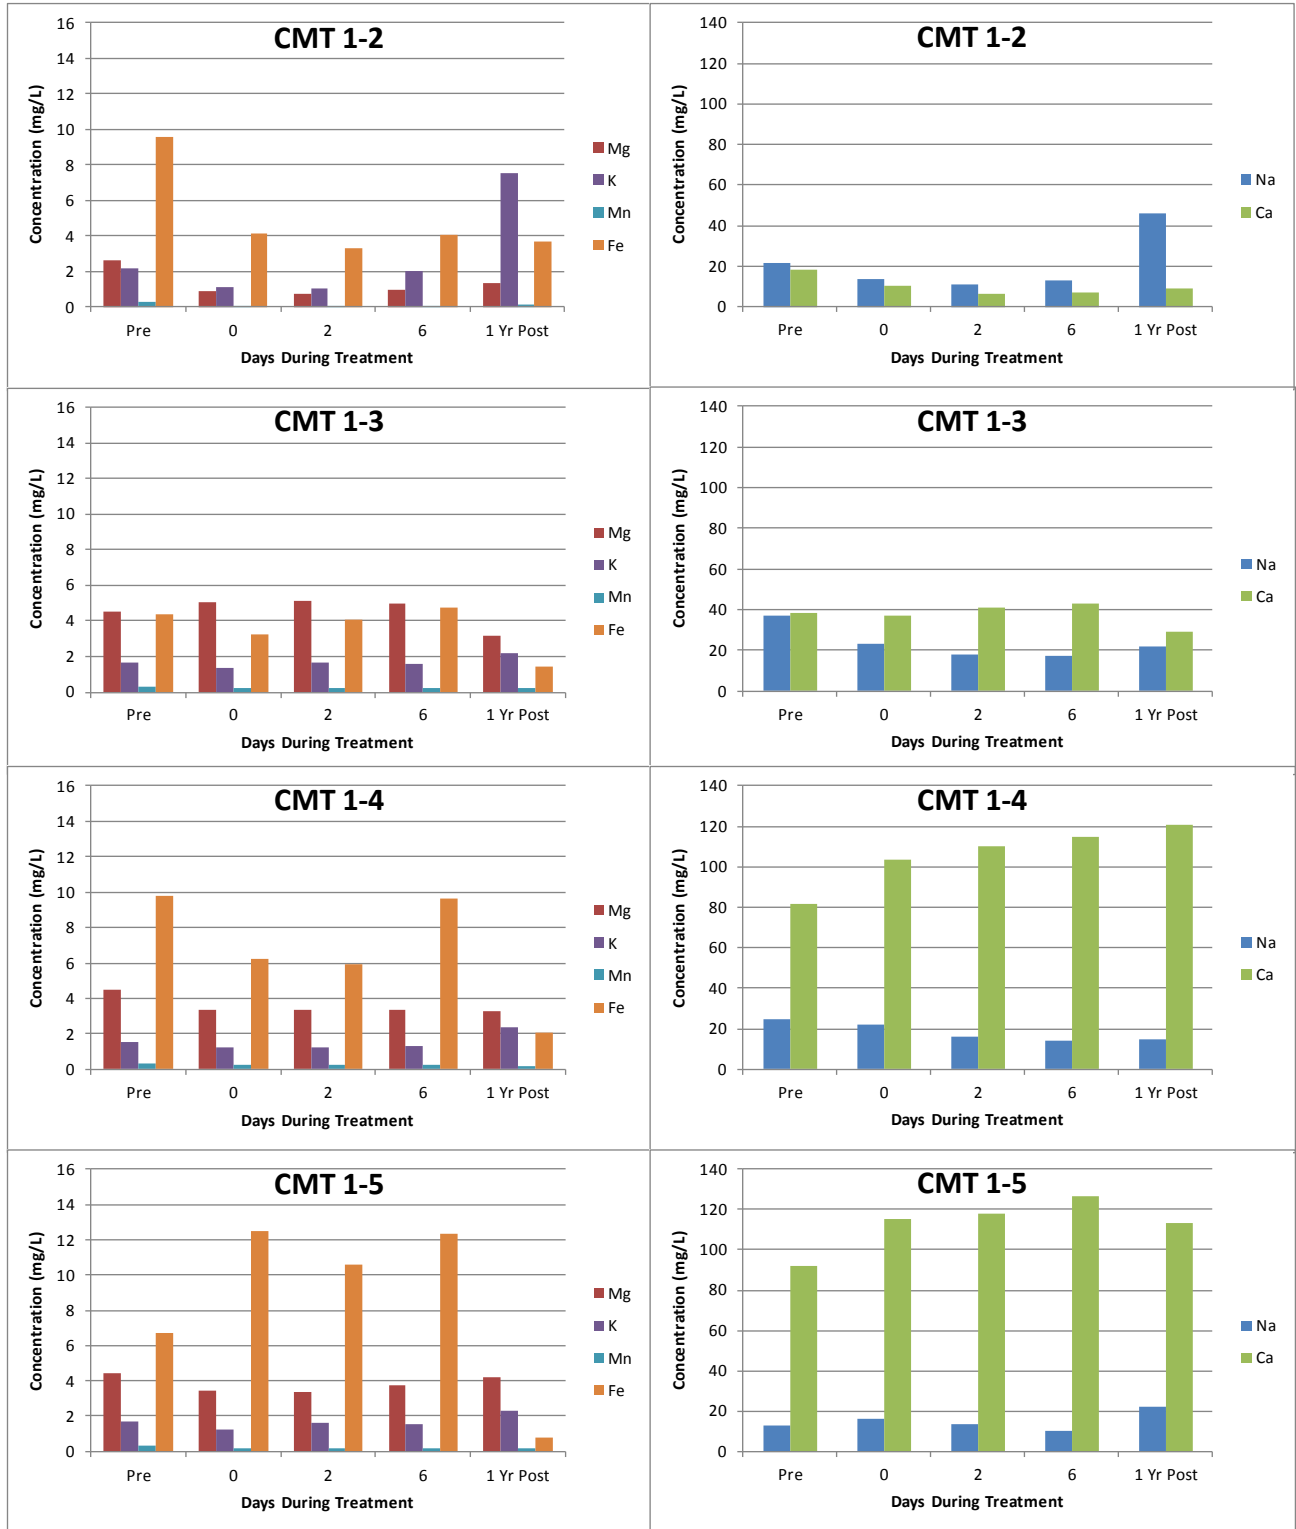 CMT 1-2
Concentration (mg/L)
16
14
12
10
8
6
4
2
0
Pre 0 2 6 1 Yr Post
Days During Treatment
Mg
K
Mn
Fe
CMT 1-2
Concentration (mg/L)
140
120
100
80
60
40
20
0
Pre 0 2 6 1 Yr Post
Days During Treatment
Na
Ca
CMT 1-3
Concentration (mg/L)
16
14
12
10
8
6
4
2
0
Pre 0 2 6 1 Yr Post
Days During Treatment
Mg
K
Mn
Fe
CMT 1-3
Concentration (mg/L)
140
120
100
80
60
40
20
0
Pre 0 2 6 1 Yr Post
Days During Treatment
Na
Ca
CMT 1-4
Concentration (mg/L)
16
14
12
10
8
6
4
2
0
Pre 0 2 6 1 Yr Post
Days During Treatment
Mg
K
Mn
Fe
CMT 1-4
Concentration (mg/L)
140
120
100
80
60
40
20
0
Pre 0 2 6 1 Yr Post
Days During Treatment
Na
Ca
CMT 1-5
Concentration (mg/L)
16
14
12
10
8
6
4
2
0
Pre 0 2 6 1 Yr Post
Days During Treatment
Mg
K
Mn
Fe
CMT 1-5
Concentration (mg/L)
140
120
100
80
60
40
20
0
Pre 0 2 6 1 Yr Post
Days During Treatment
Na
Ca